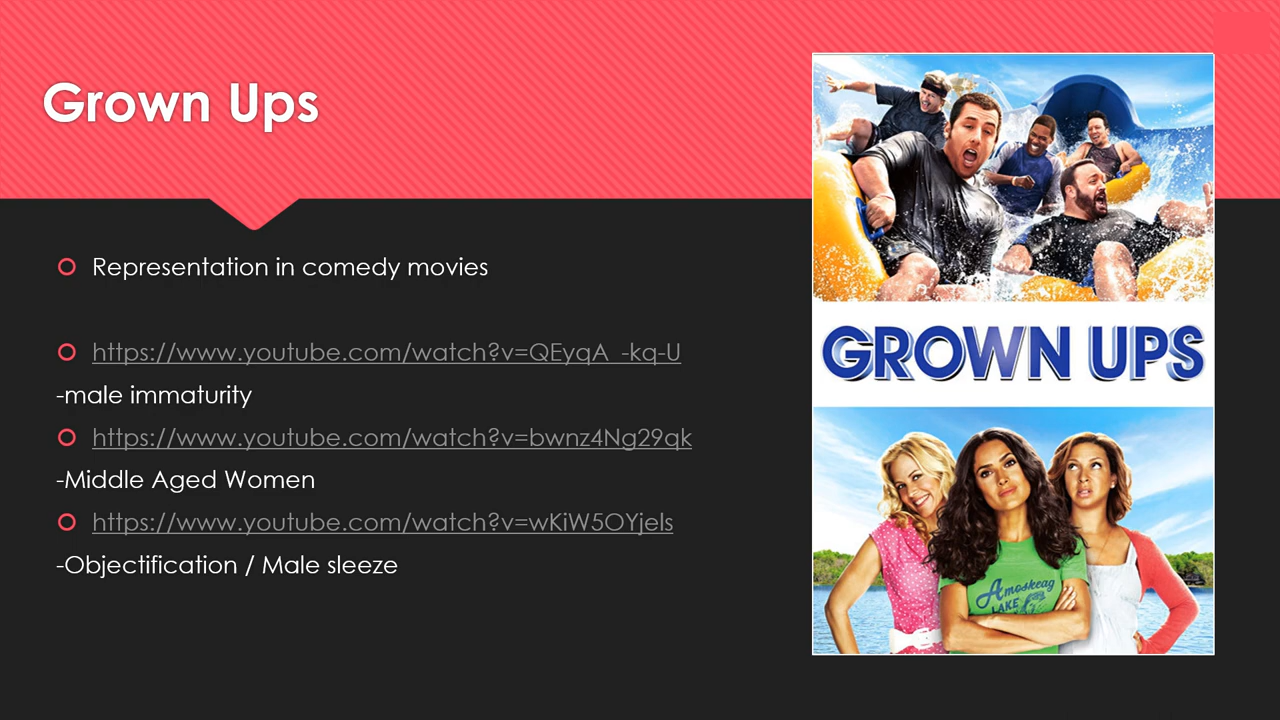 Grown Ups
Representation in comedy movies
https://www.youtube.com/watch?v=QEyqA_-kq-U
-male immaturity
https://www.youtube.com/watch?v=bwnz4Ng29qk
-Middle Aged Women
https://www.youtube.com/watch?v=wKiW5OYjels
-Objectification / Male sleeze
GROWN UPS
Amoskeag
LAKE